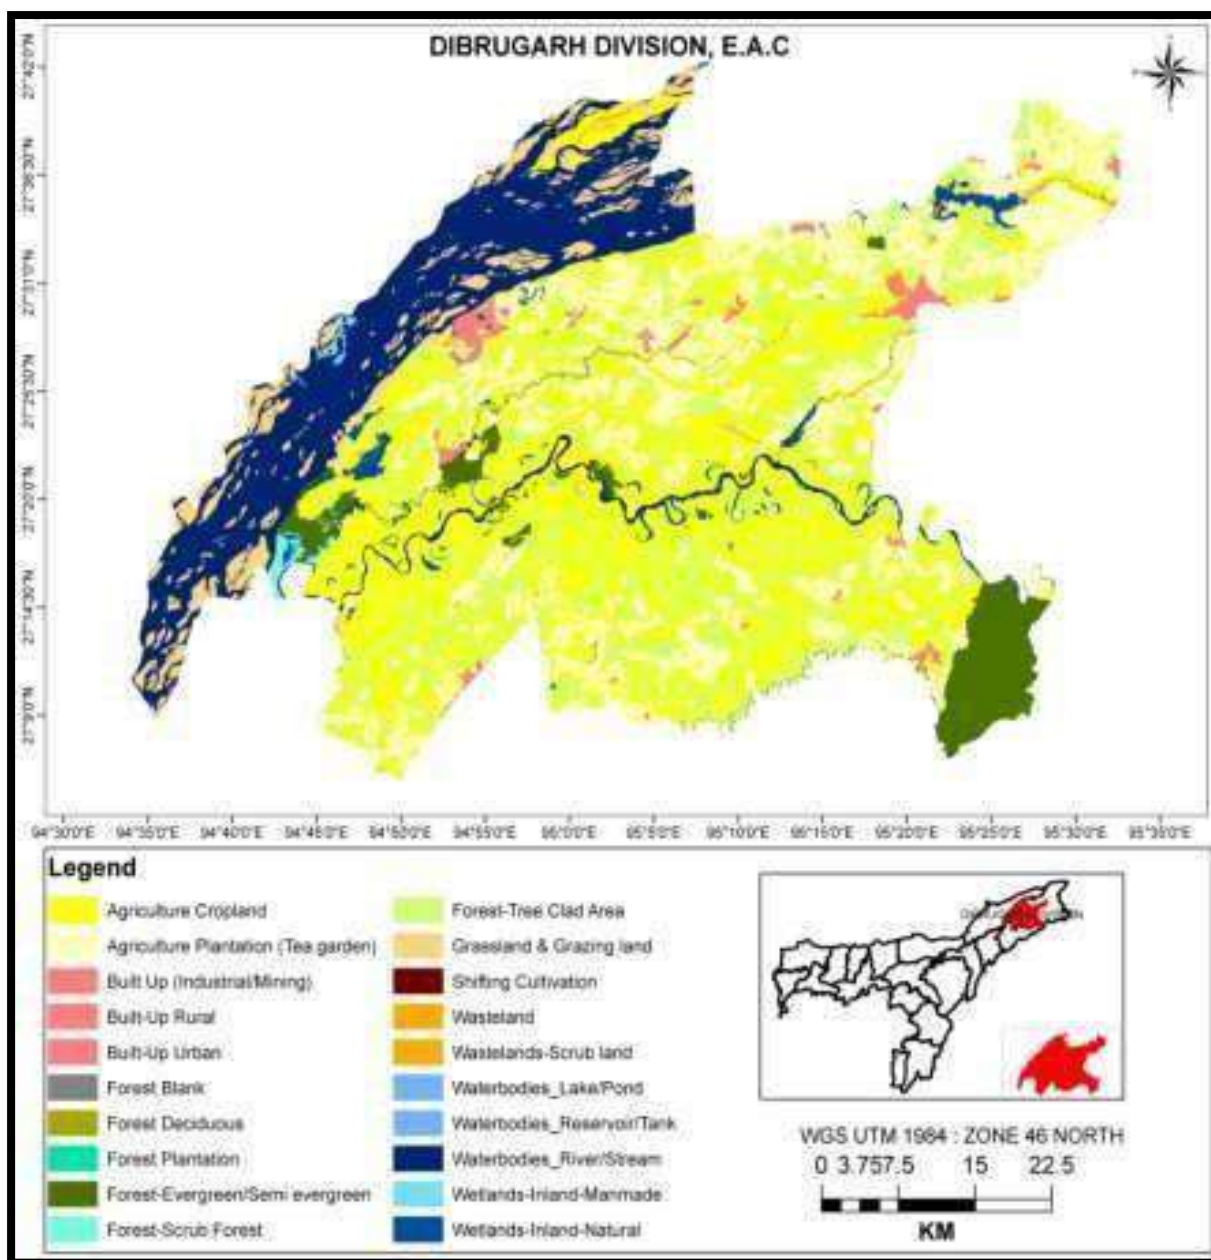 DIBRUGARH DIVISION, E.A.C
94°30'0"E 94°35'0"E 94°40'0"E 94°45'0"E 94°50'0"E 94°55'0"E 95°0'0"E 95°5'0"E 95°10'0"E 95°15'0"E 95°20'0"E 95°25'0"E 95°30'0"E 95°35'0"E
Legend
Agriculture Cropland
Agriculture Plantation (Tea garden)
Built Up (Industrial/Mining)
Built-Up Rural
Built-Up Urban
Forest Blank
Forest Deciduous
Forest Plantation
Forest-Evergreen/Semi evergreen
Forest-Scrub Forest
Forest-Tree Clad Area
Grassland & Grazing land
Shifting Cultivation
Wasteland
Wastelands-Scrub land
Waterbodies_Lake/Pond
Waterbodies_Reservoir/Tank
Waterbodies_River/Stream
Wetlands-Inland-Manmade
Wetlands-Inland-Natural
WGS UTM 1984 : ZONE 46 NORTH
0 3.757.5 15 22.5
KM